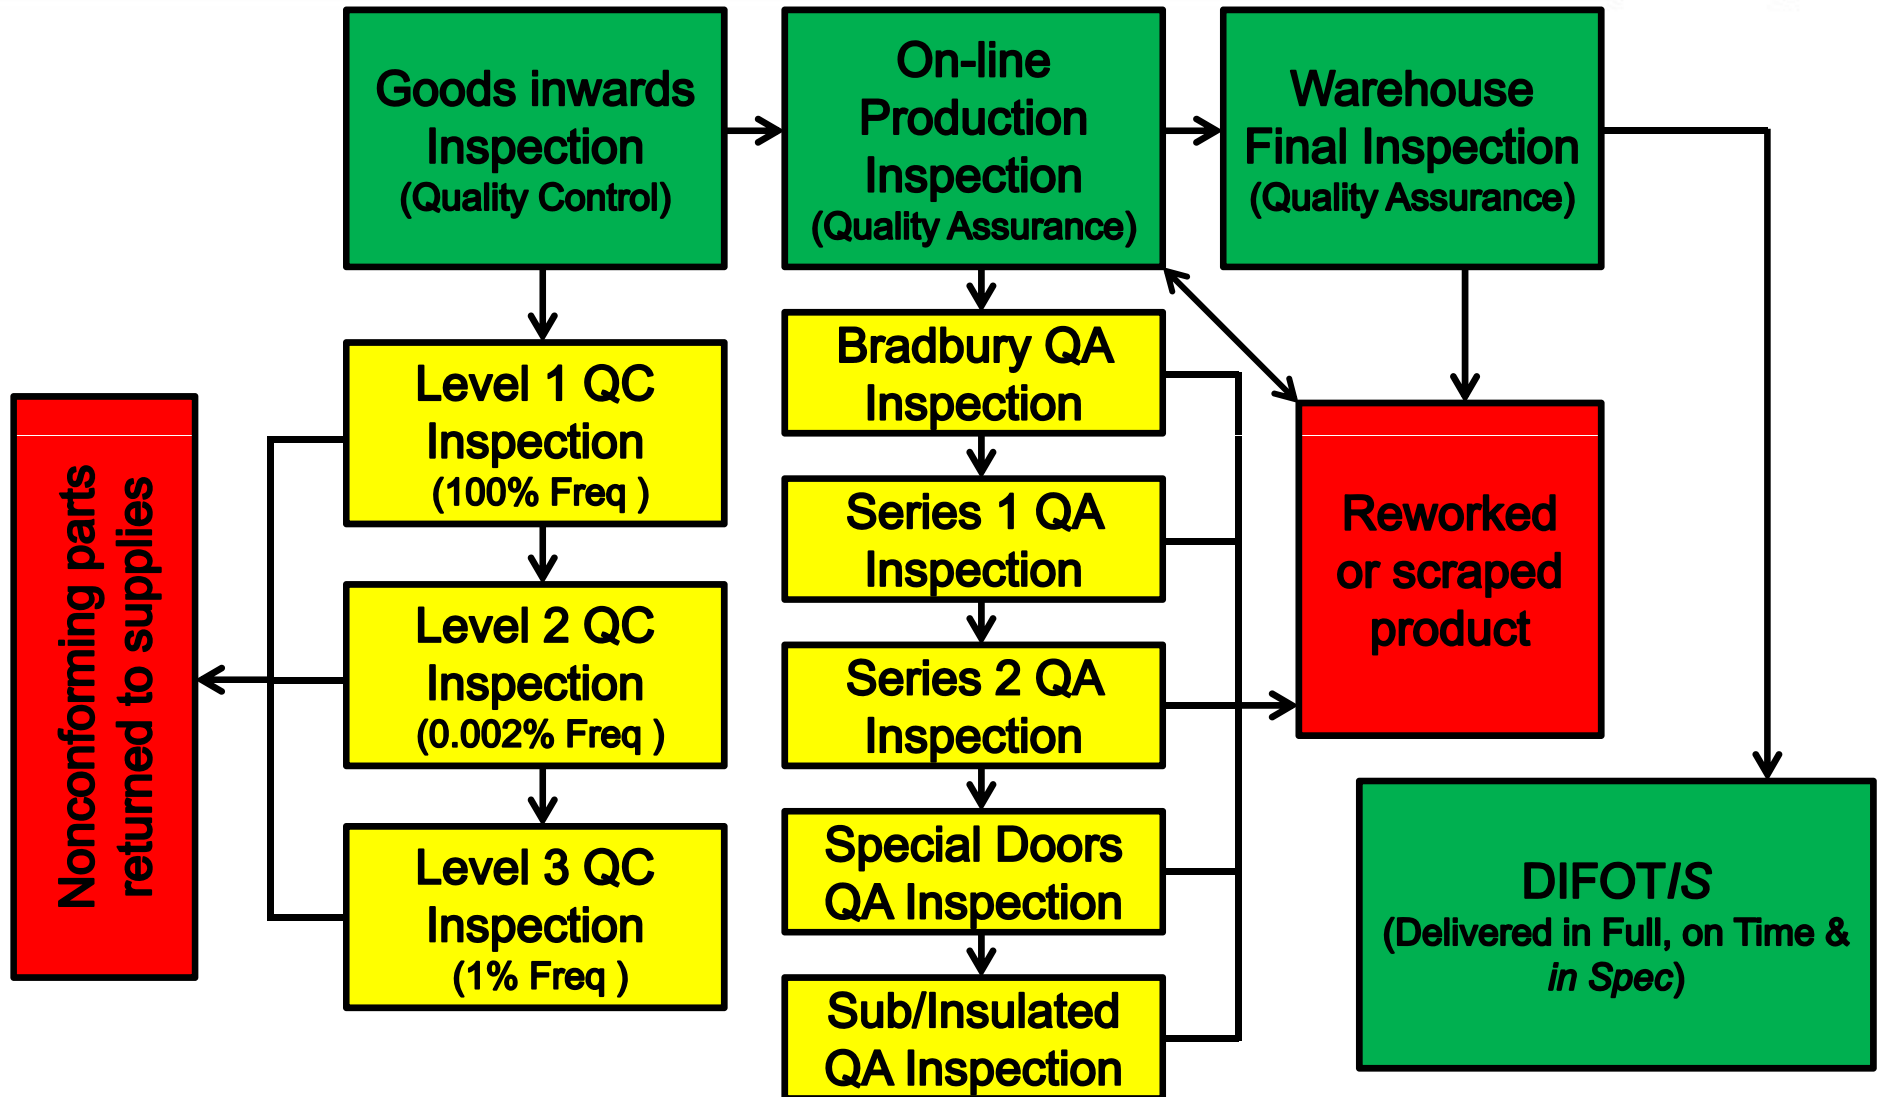 Goods inwards
Inspection
(Quality Control)
On-line
Production
Inspection
(Quality Assurance)
Warehouse
Final Inspection
(Quality Assurance)
Nonconforming parts
returned to supplies
Level 1 QC
Inspection
(100% Freq )
Level 2 QC
Inspection
(0.002% Freq )
Level 3 QC
Inspection
(1% Freq )
Bradbury QA
Inspection
Series 1 QA
Inspection
Series 2 QA
Inspection
Special Doors
QA Inspection
Sub/Insulated
QA Inspection
Reworked
or scraped
product
DIFOTIS
(Delivered in Full, on Time &
in Spec)